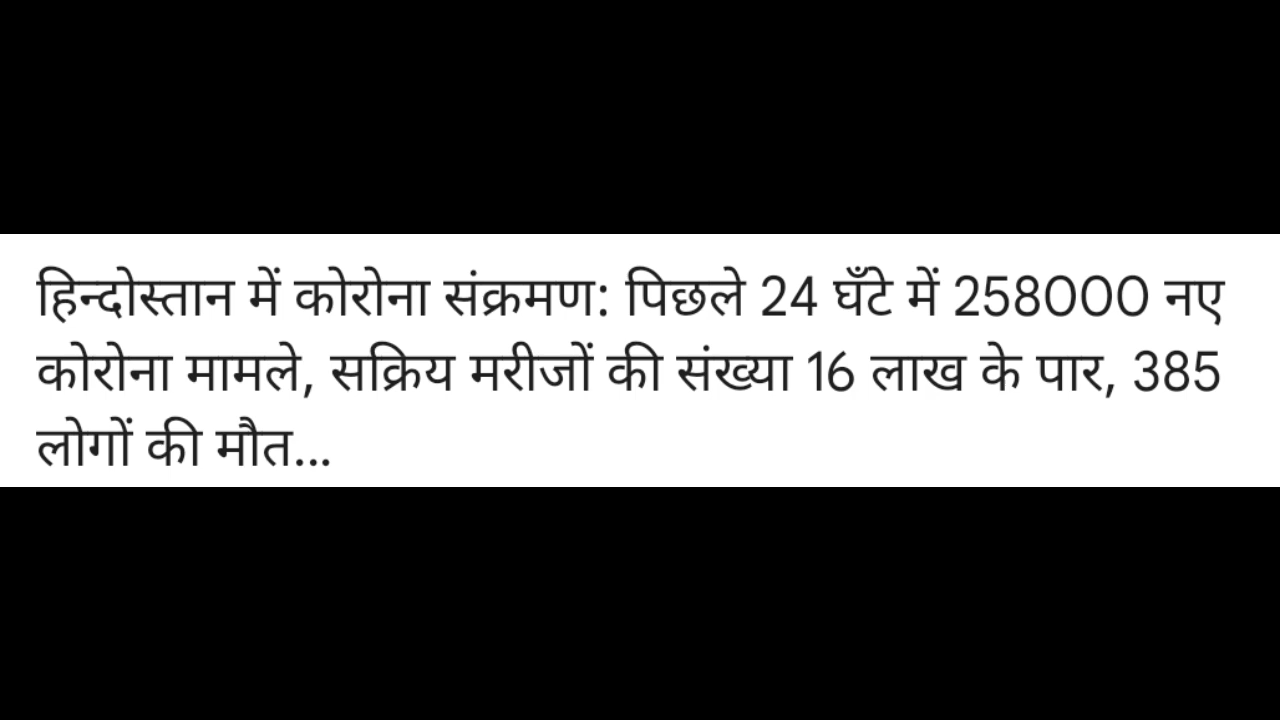 हिन्दोस्तान में कोरोना संक्रमण: पिछले 24 घँटे में 258000 नए
कोरोना मामले, सक्रिय मरीजों की संख्या 16 लाख के पार, 385
लोगों की मौत...